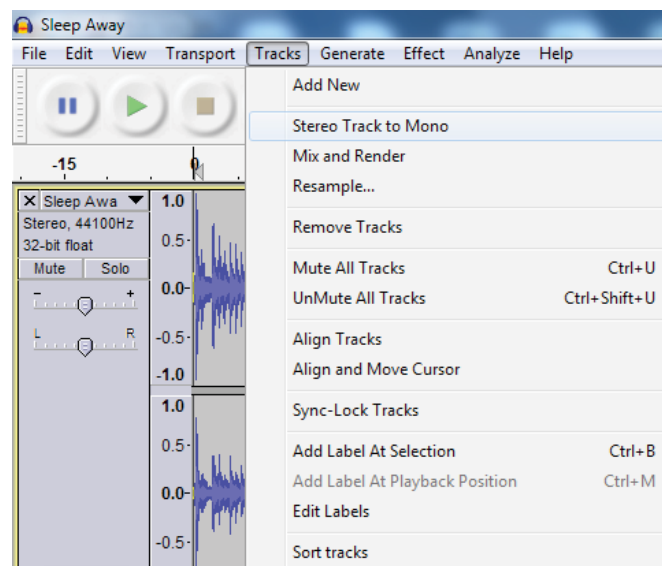 Sleep Away
File Edit View Transport Tracks Generate Effect Analyze Help
-15 0
X Sleep Awa
Stereo, 44100Hz
32-bit float
Mute Solo
- +
L R
1.0
0.5
0.0
-0.5
-1.0
1.0
0.5
0.0
-0.5
Add New
Stereo Track to Mono
Mix and Render
Resample...
Remove Tracks
Mute All Tracks Ctrl+U
UnMute All Tracks Ctrl+Shift+U
Align Tracks
Align and Move Cursor
Sync-Lock Tracks
Add Label At Selection Ctrl+B
Add Label At Playback Position Ctrl+M
Edit Labels
Sort tracks